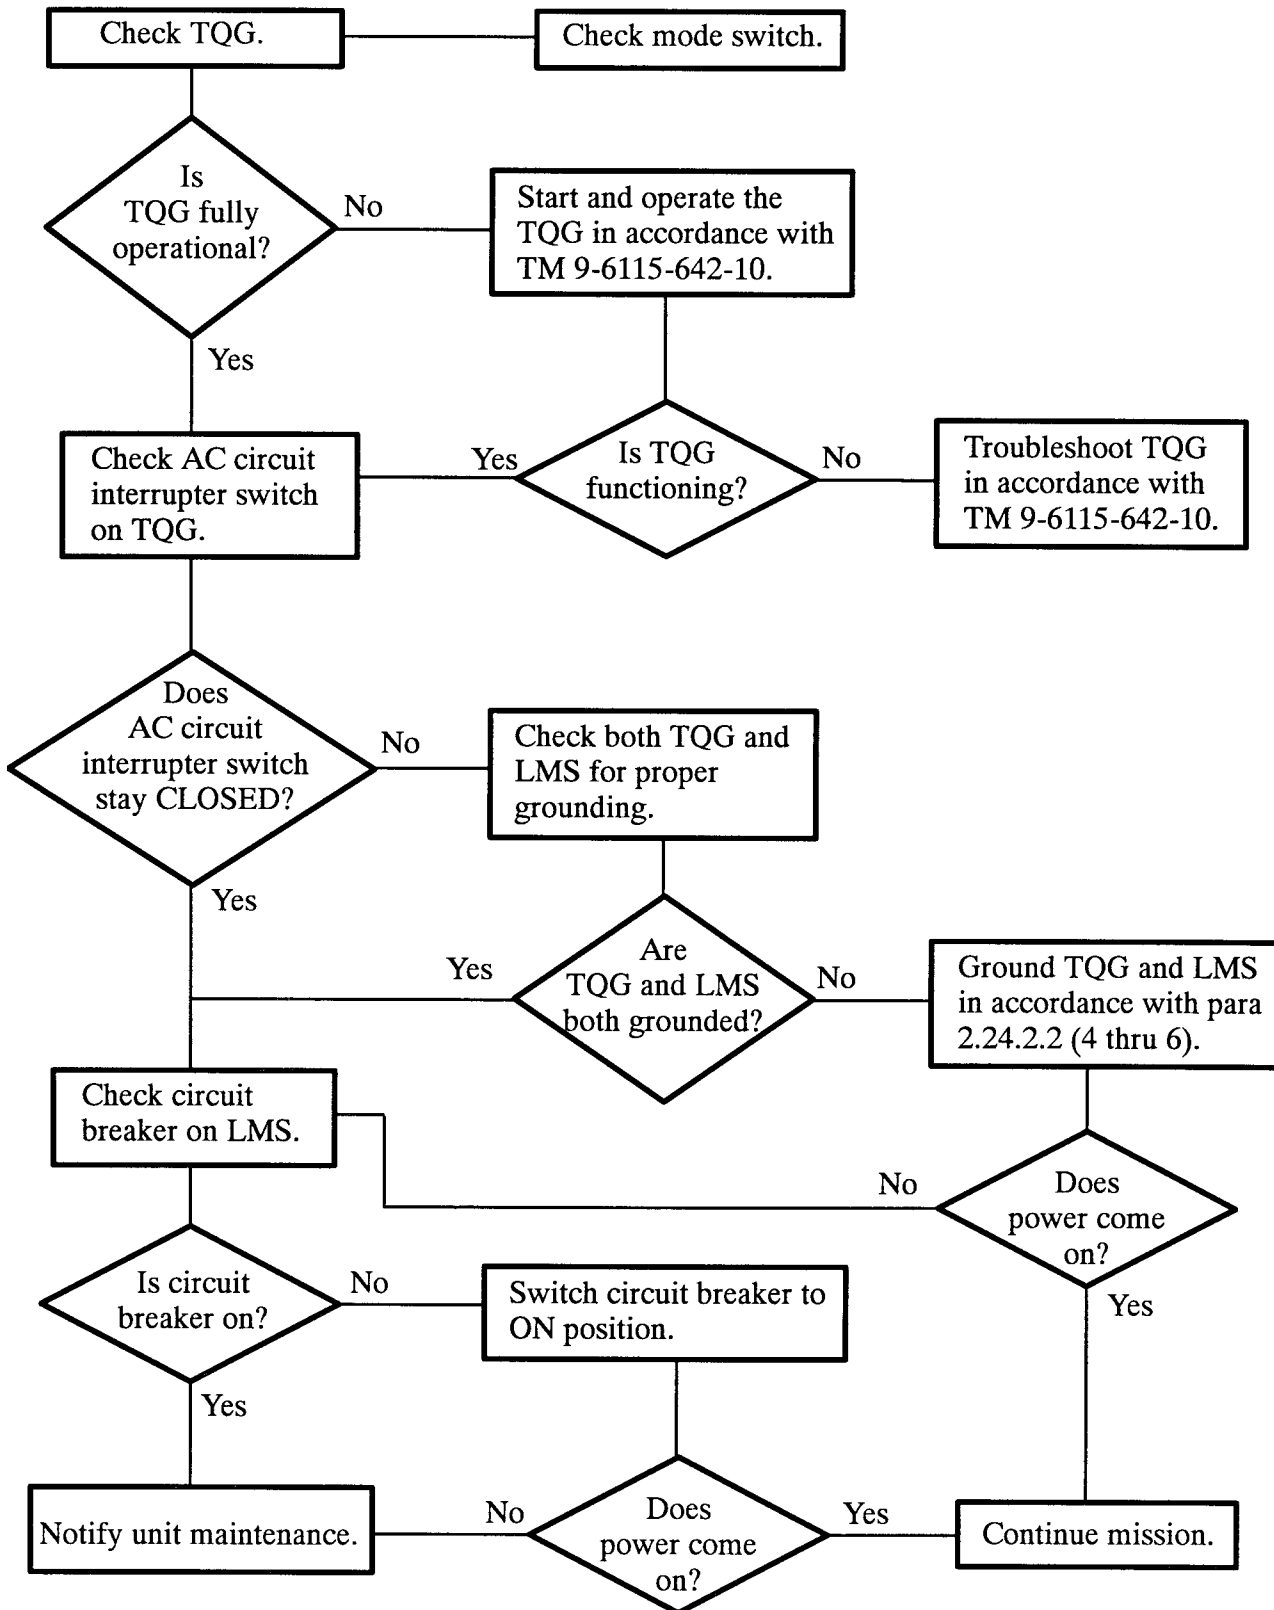 Check TQG.
Check mode switch.
Is
TQG fully
operational?
No
Start and operate the
TQG in accordance with
TM 9-6115-642-10.
Yes
Check AC circuit
interrupter switch
on TQG.
Yes
Is TQG
functioning?
No
Troubleshoot TQG
in accordance with
TM 9-6115-642-10.
Does
AC circuit
interrupter switch
stay CLOSED?
No
Check both TQG and
LMS for proper
grounding.
Yes
Yes
Are
TQG and LMS
both grounded?
No
Ground TQG and LMS
in accordance with para
2.24.2.2 (4 thru 6).
Check circuit
breaker on LMS.
No
Does
power come
on?
Yes
Is circuit
breaker on?
No
Switch circuit breaker to
ON position.
Yes
Notify unit maintenance.
No
Does
power come
on?
Yes
Continue mission.